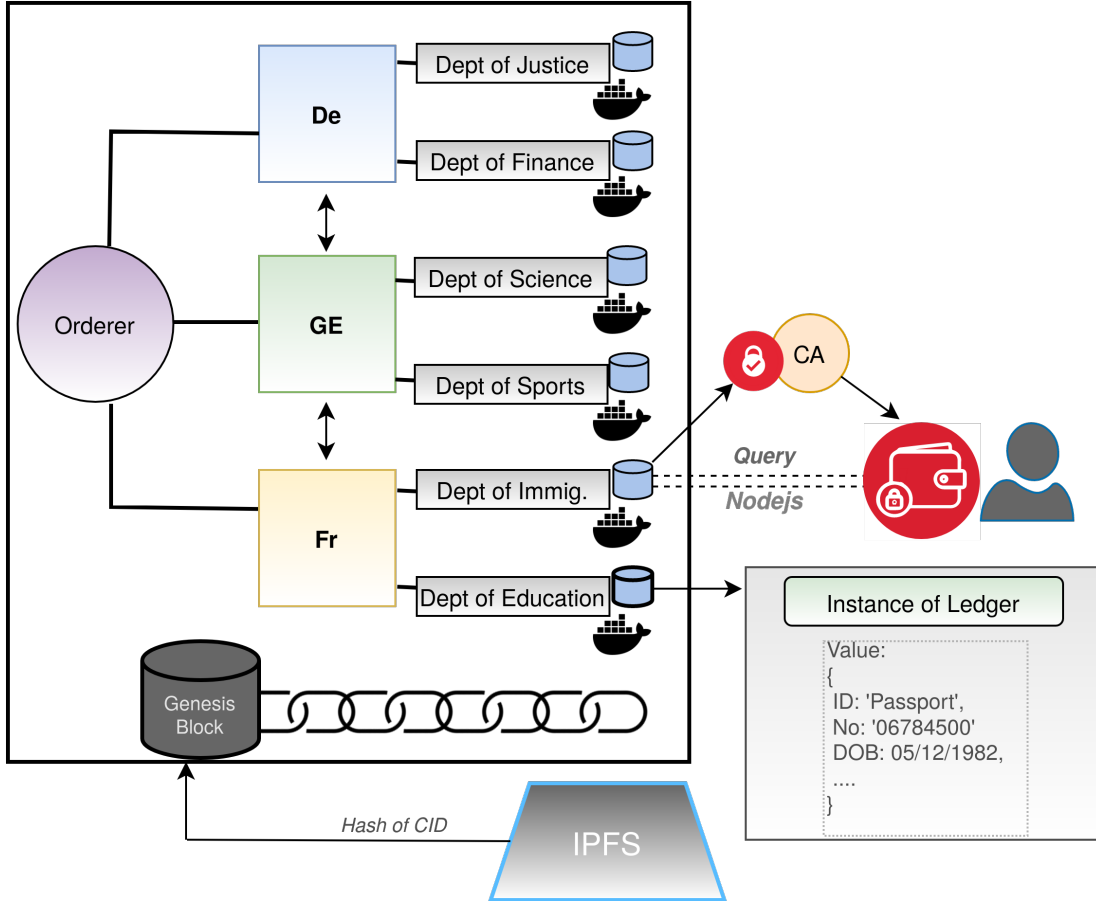 Dept of Justice
De
Dept of Finance
Orderer
GE
Dept of Science
Dept of Sports
CA
Query
Nodejs
Fr
Dept of Immig.
Dept of Education
Instance of Ledger
Value:
{
ID: 'Passport',
No: '06784500'
DOB: 05/12/1982,
....
}
Genesis
Block
Hash of CID
IPFS